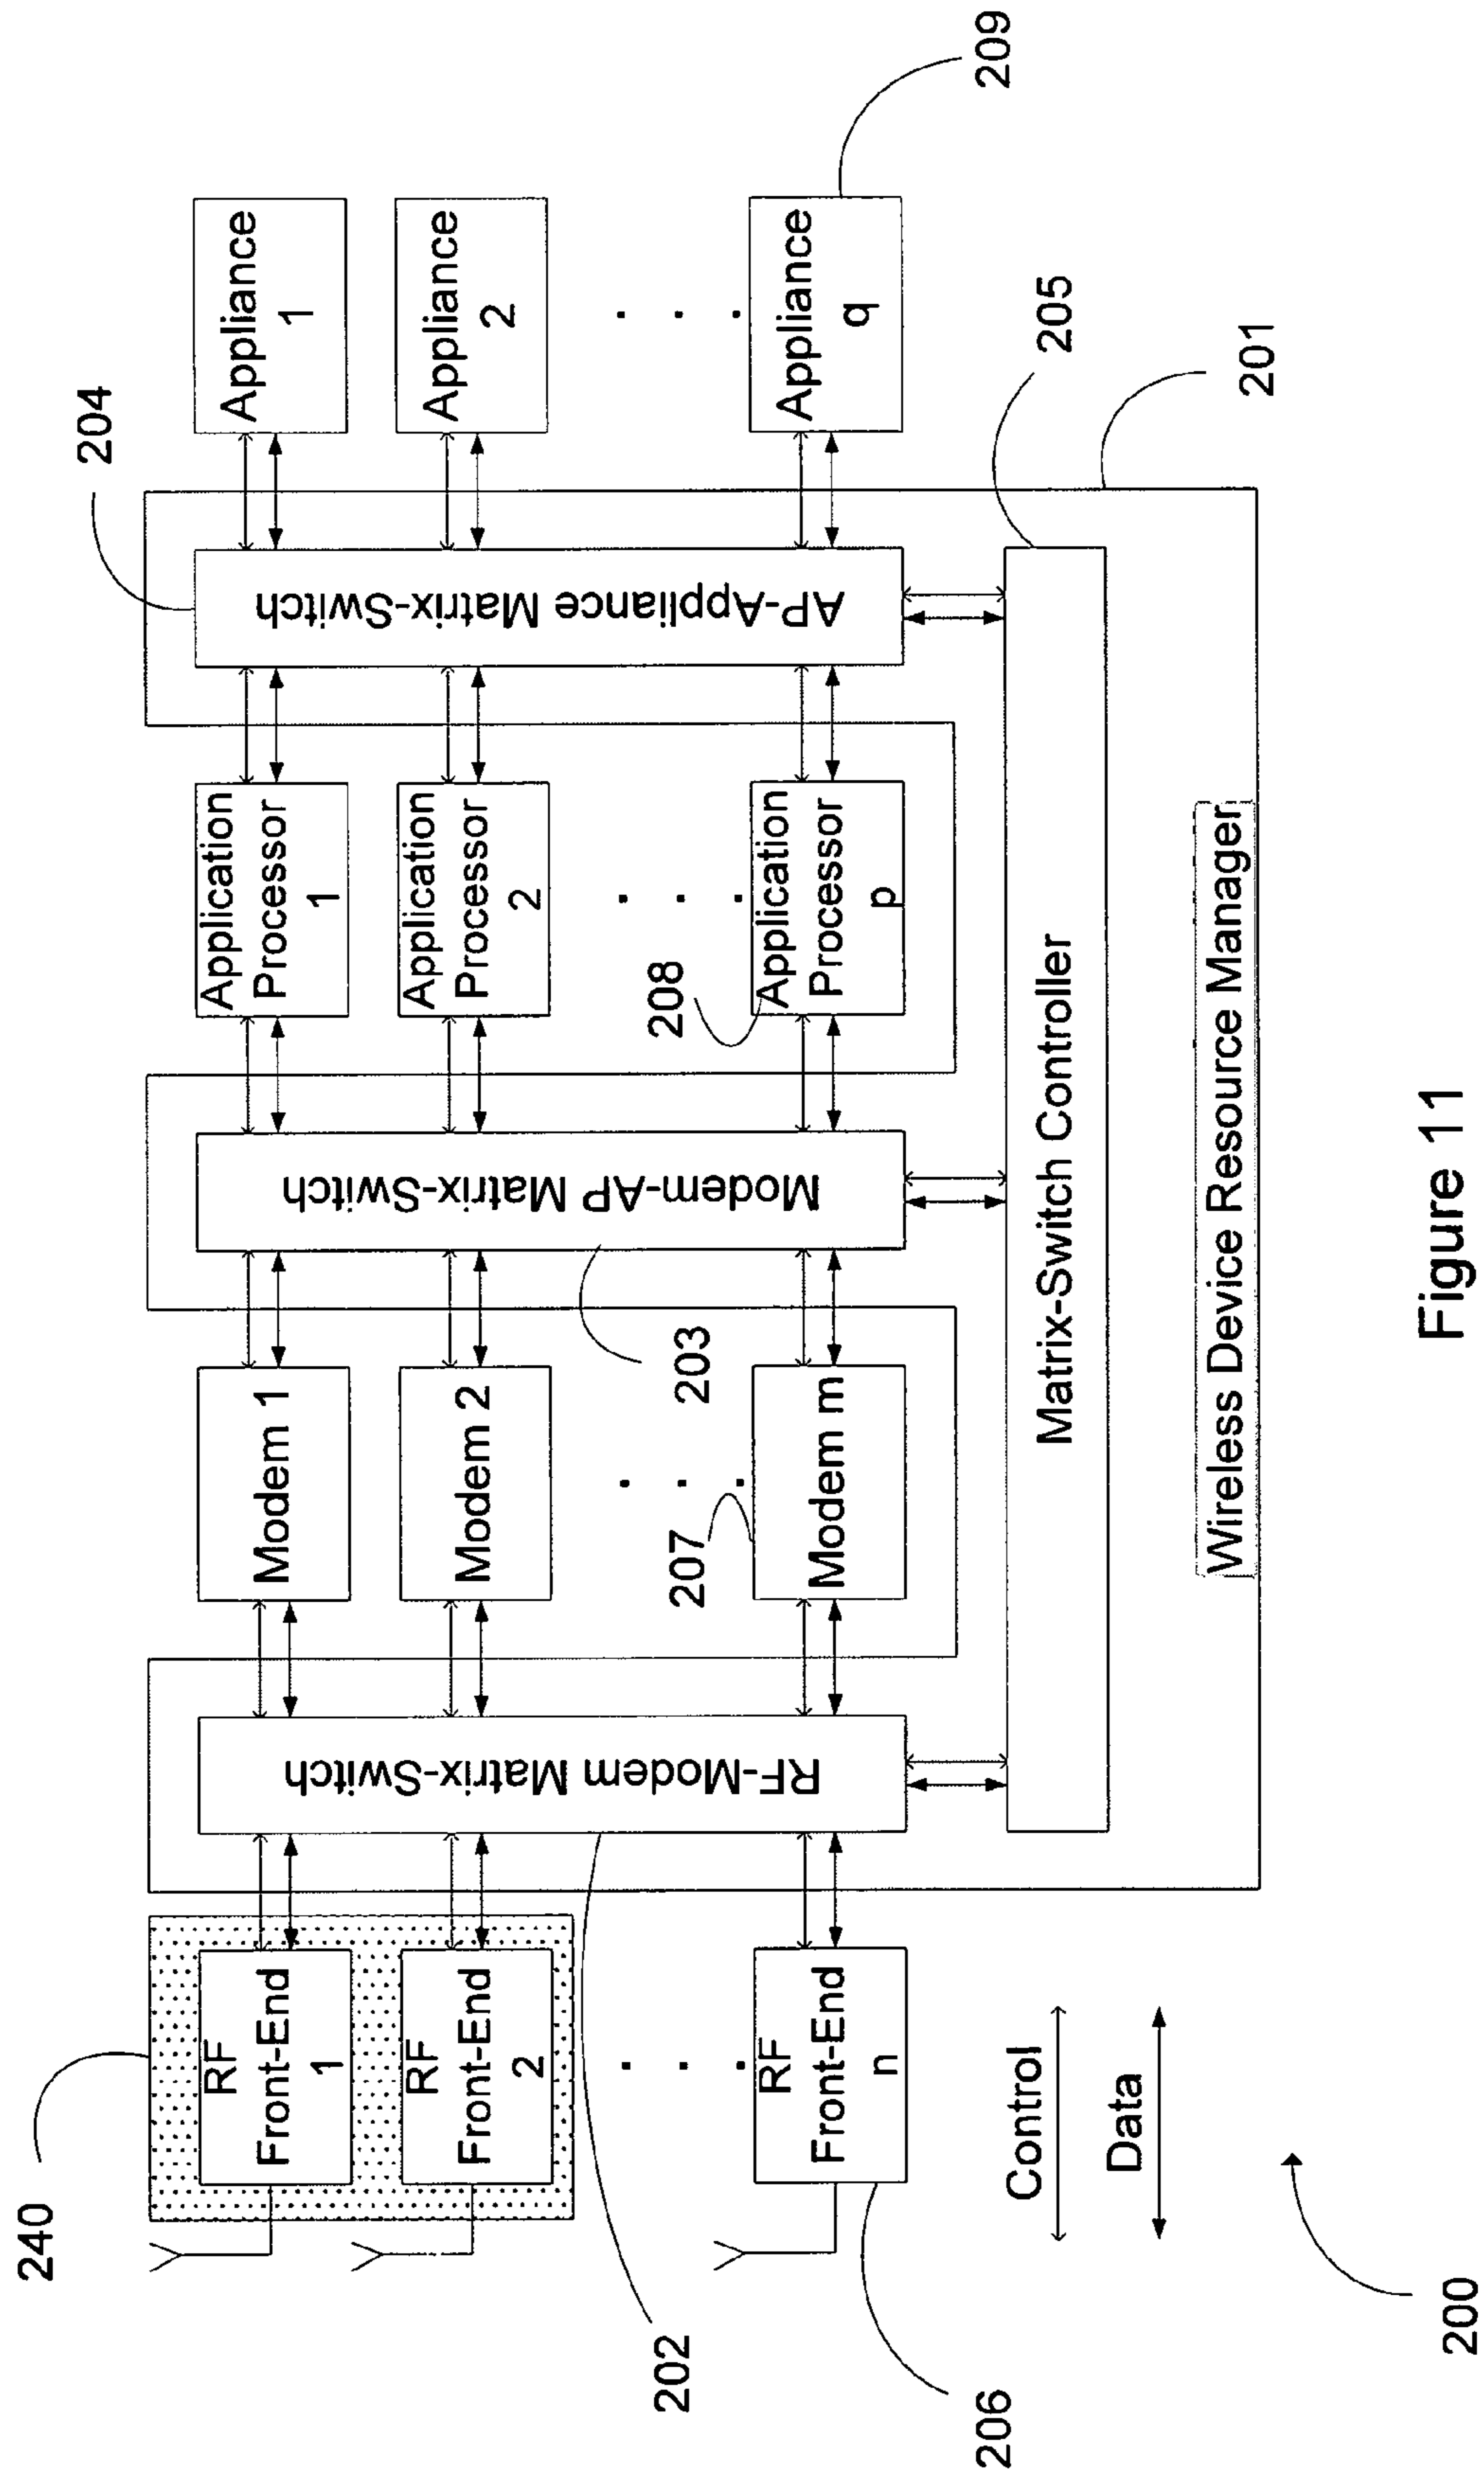 240
204
RF
Front-End
1
Modem 1
Application
Processor
1
Appliance
1
RF
Front-End
2
Modem 2
Application
Processor
2
Appliance
2
RF-Modem Matrix-Switch
Modem-AP Matrix-Switch
AP-Appliance Matrix-Switch
. . .
. . .
. . .
. . .
202
207
203
208
RF
Front-End
n
Modem m
Application
Processor
p
Appliance
q
206
209
Control
Matrix-Switch Controller
205
Data
Wireless Device Resource Manager
201
200
Figure 11